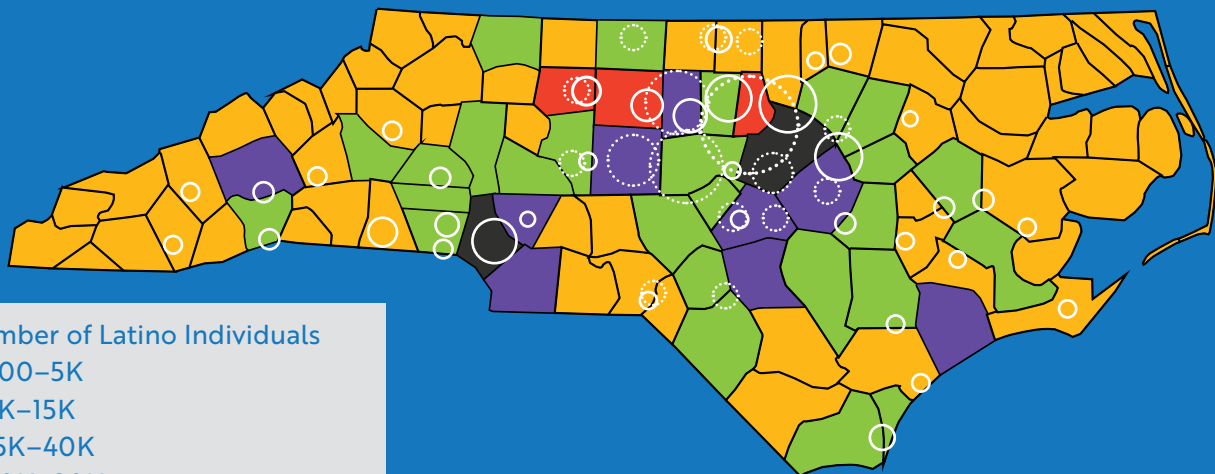 mber of Latino Individuals
00–5K
K–15K
5K–40K